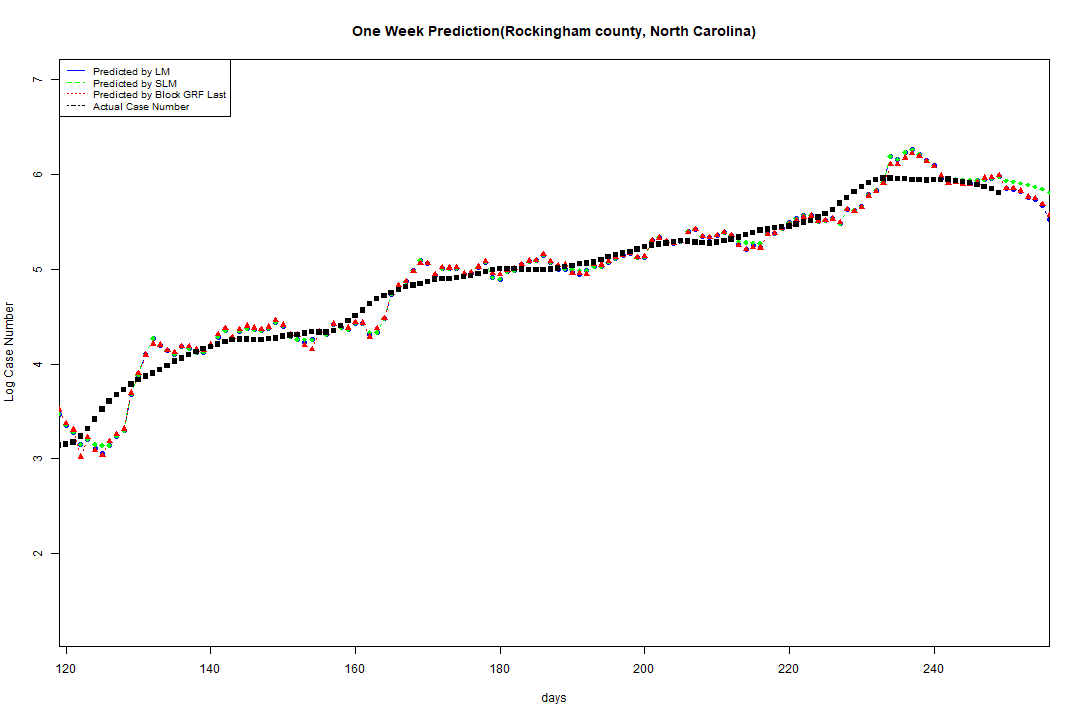 One Week Prediction(Rockingham county, North Carolina)
Predicted by LM
Predicted by SLM
Predicted by Block GRF Last
Actual Case Number
7
6
5
4
3
2
Log Case Number
120 140 160 180 200 220 240
days